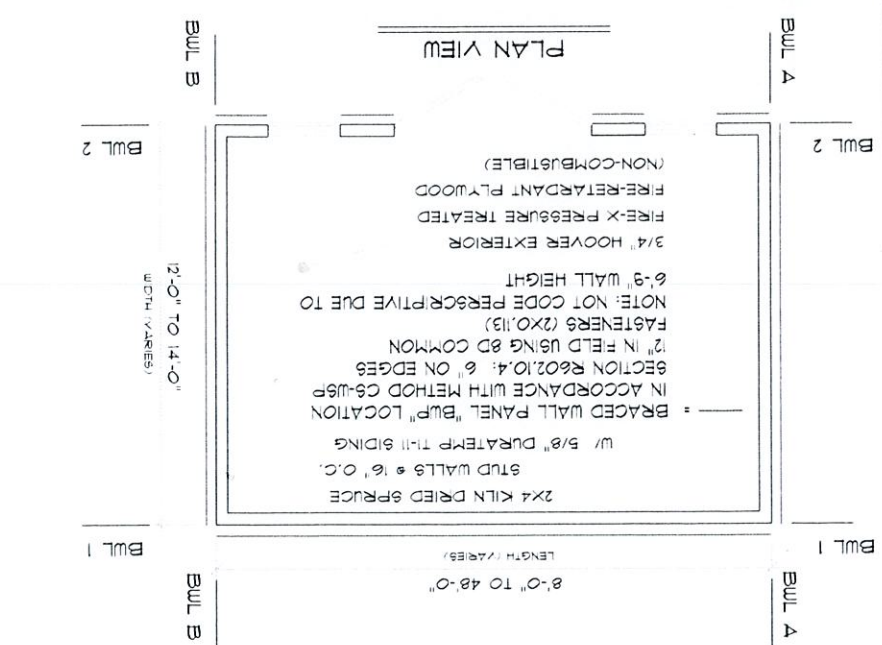 BWL A
8'-0" TO 48'-0"
BWL B
LENGTH (VARIES)
BWL 1
BWL 1
2X4 KILN DRIED SPRUCE
STUD WALLS @ 16" O.C.
W/ 5/8" DURATEMP T1-11 SIDING
= BRACED WALL PANEL "BWP" LOCATION
IN ACCORDANCE WITH METHOD CS-WSP
SECTION R602.10.4: 6" ON EDGES
12" IN FIELD USING 8D COMMON
FASTENERS (2X0.113)
NOTE: NOT CODE PERSCRIPTIVE DUE TO
6'-9" WALL HEIGHT
3/4" HOOVER EXTERIOR
FIRE-X PRESSURE TREATED
FIRE-RETARDANT PLYWOOD
(NON-COMBUSTIBLE)
12'-0" TO 14'-0"
WIDTH (VARIES)
BWL 2
BWL 2
BWL A
PLAN VIEW
BWL B